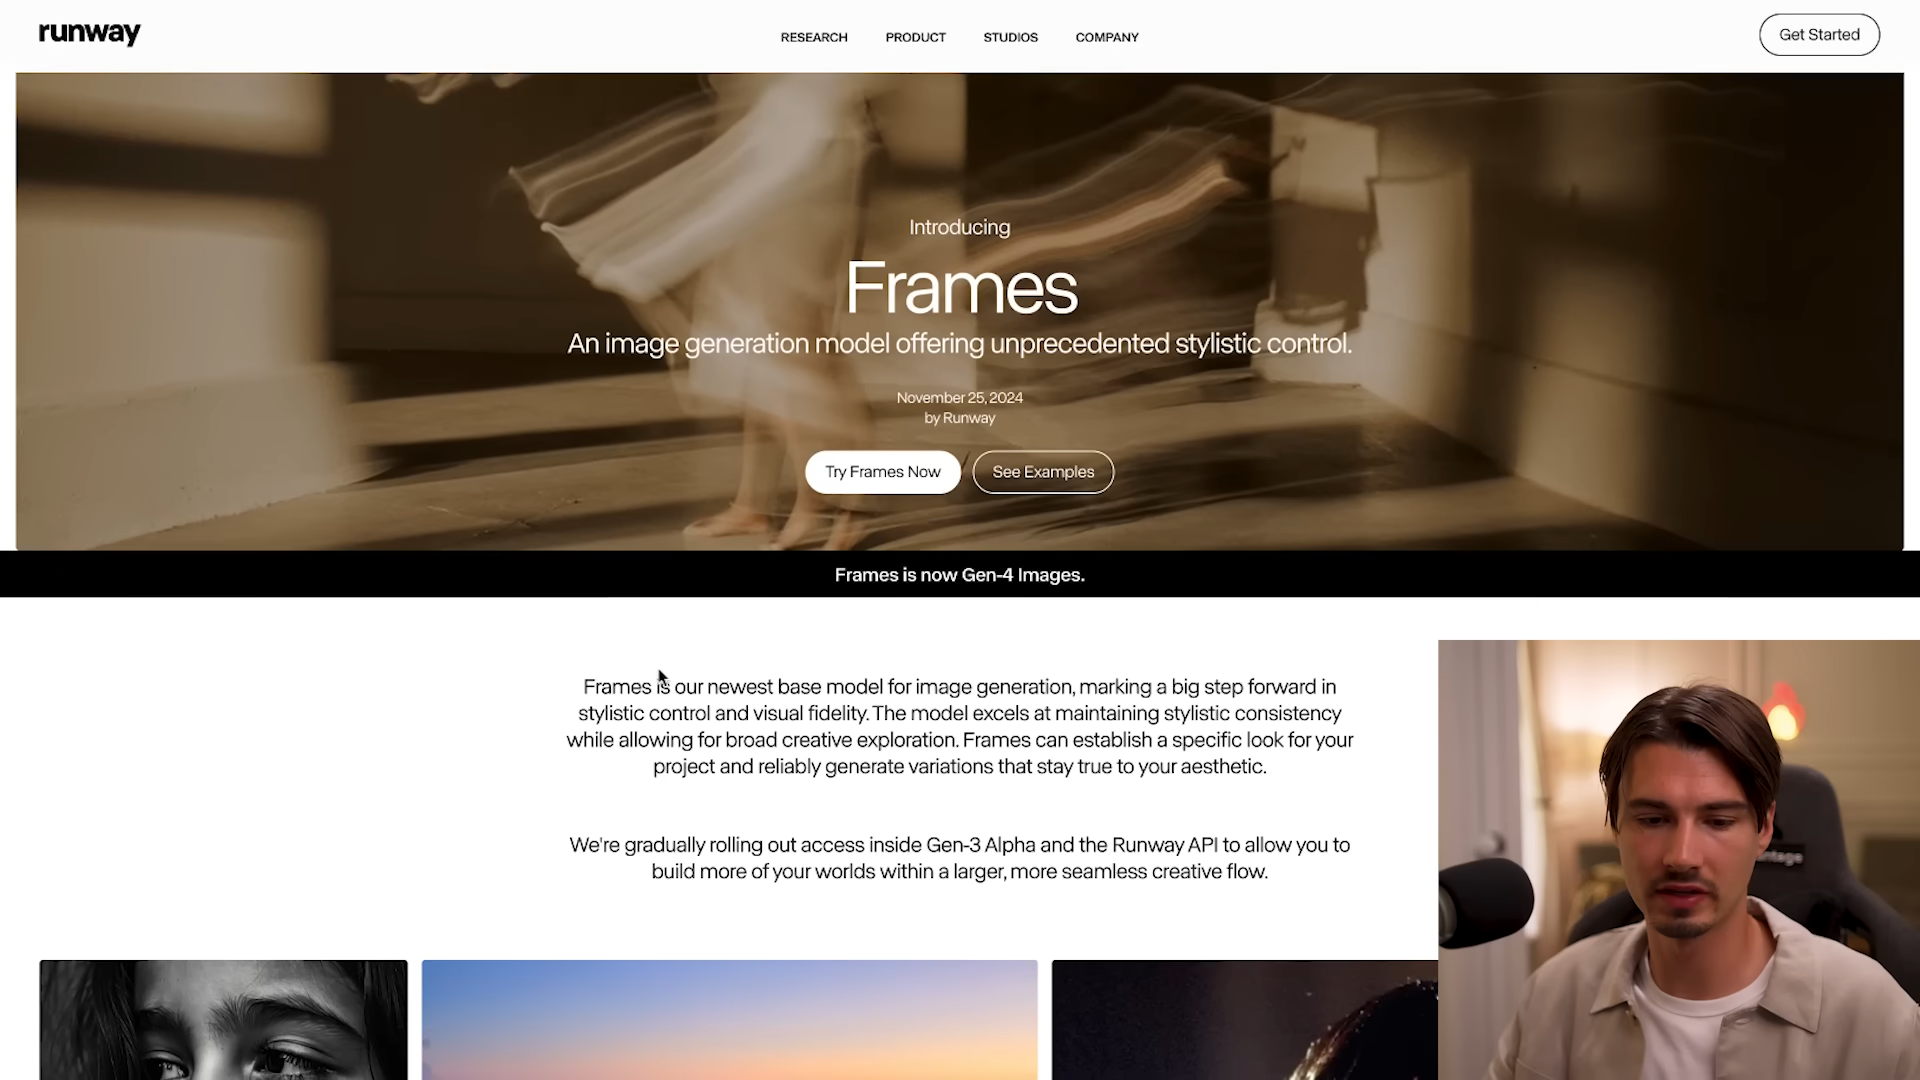 runway
RESEARCH
PRODUCT
STUDIOS
COMPANY
Get Started
Introducing
Frames
An image generation model offering unprecedented stylistic control.
November 25, 2024
by Runway
Try Frames Now
See Examples
Frames is now Gen-4 Images.
Frames is our newest base model for image generation, marking a big step forward in
stylistic control and visual fidelity. The model excels at maintaining stylistic consistency
while allowing for broad creative exploration. Frames can establish a specific look for your
project and reliably generate variations that stay true to your aesthetic.
We're gradually rolling out access inside Gen-3 Alpha and the Runway API to allow you to
build more of your worlds within a larger, more seamless creative flow.